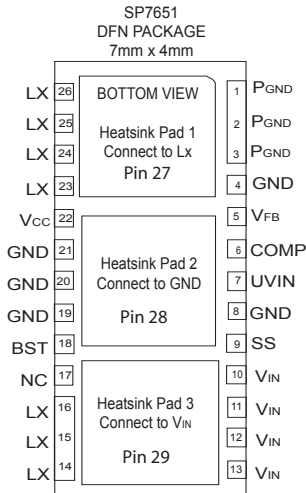 SP7651
DFN PACKAGE
7mm x 4mm
BOTTOM VIEW
Heatsink Pad 1
Connect to Lx
Pin 27
Heatsink Pad 2
Connect to GND
Pin 28
Heatsink Pad 3
Connect to VIN
Pin 29
LX 26
LX 25
LX 24
LX 23
VCC 22
GND 21
GND 20
GND 19
BST 18
NC 17
LX 16
LX 15
LX 14
1 PGND
2 PGND
3 PGND
4 GND
5 VFB
6 COMP
7 UVIN
8 GND
9 SS
10 VIN
11 VIN
12 VIN
13 VIN